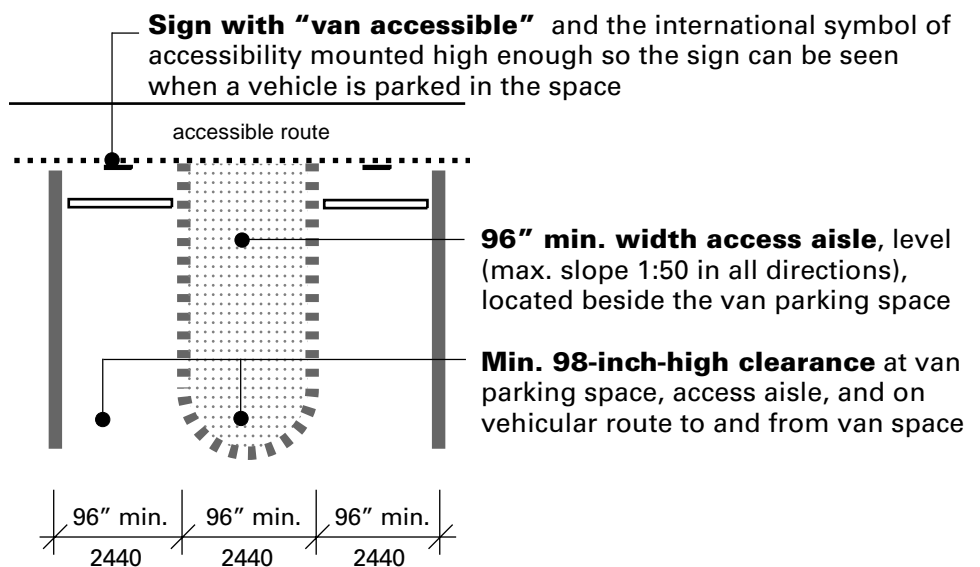 Sign with “van accessible” and the international symbol of
accessibility mounted high enough so the sign can be seen
when a vehicle is parked in the space
accessible route
96” min. width access aisle, level
(max. slope 1:50 in all directions),
located beside the van parking space
Min. 98-inch-high clearance at van
parking space, access aisle, and on
vehicular route to and from van space
96” min. 96” min. 96” min.
2440 2440 2440